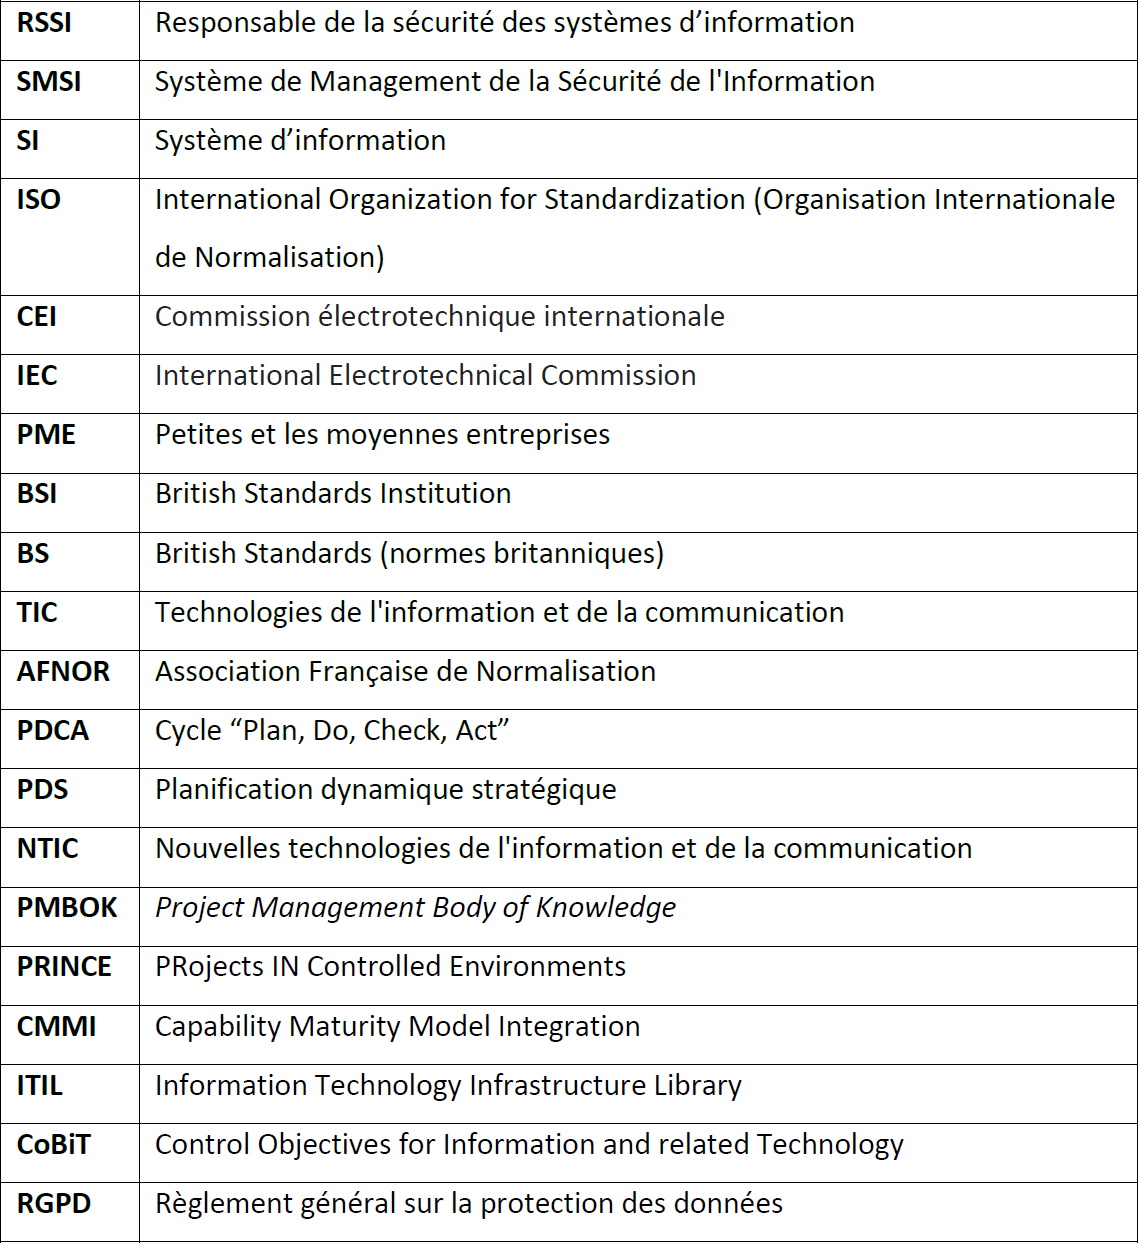 RSSI Responsable de la sécurité des systèmes d’information
SMSI Système de Management de la Sécurité de l'Information
SI Système d’information
ISO International Organization for Standardization (Organisation Internationale
de Normalisation)
CEI Commission électrotechnique internationale
IEC International Electrotechnical Commission
PME Petites et les moyennes entreprises
BSI British Standards Institution
BS British Standards (normes britanniques)
TIC Technologies de l'information et de la communication
AFNOR Association Française de Normalisation
PDCA Cycle “Plan, Do, Check, Act”
PDS Planification dynamique stratégique
NTIC Nouvelles technologies de l'information et de la communication
PMBOK Project Management Body of Knowledge
PRINCE PRojects IN Controlled Environments
CMMI Capability Maturity Model Integration
ITIL Information Technology Infrastructure Library
CoBiT Control Objectives for Information and related Technology
RGPD Règlement général sur la protection des données